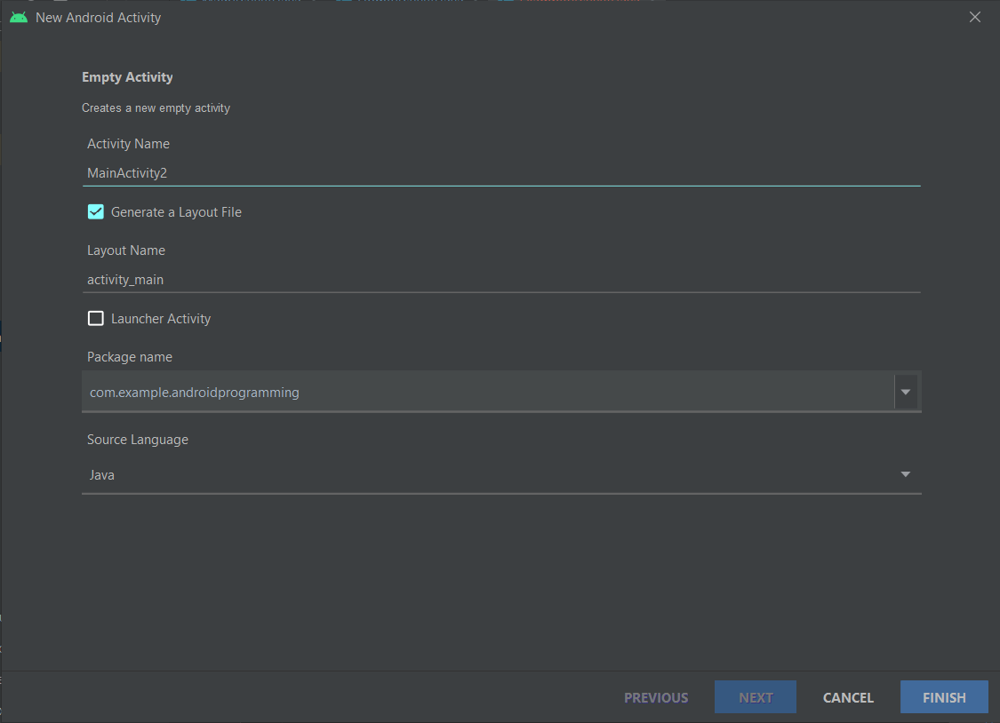 New Android Activity
Empty Activity
Creates a new empty activity
Activity Name
MainActivity2
Generate a Layout File
Layout Name
activity_main
Launcher Activity
Package name
com.example.androidprogramming
Source Language
Java
PREVIOUS NEXT CANCEL FINISH